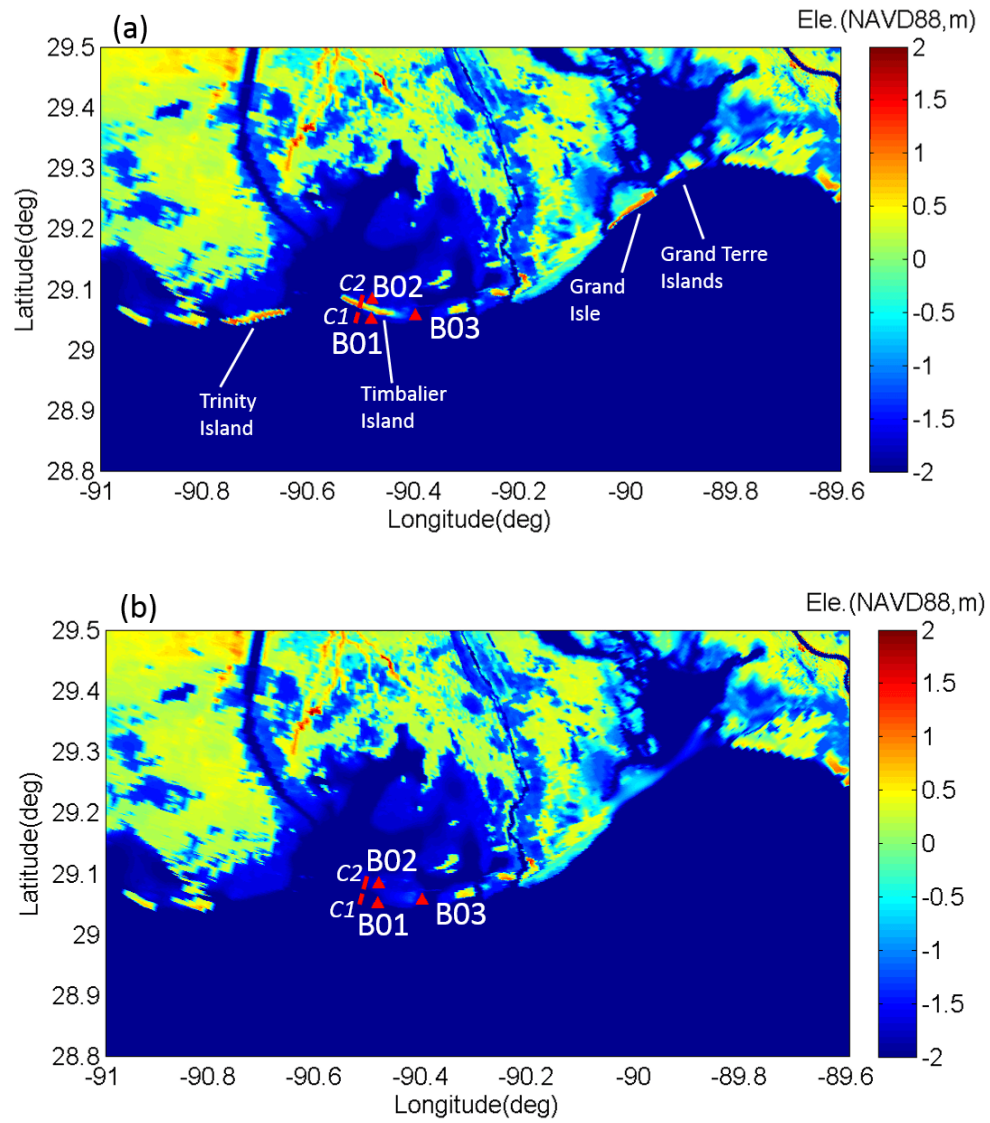 (a)
Ele.(NAVD88,m)
29.5
29.4
29.3
29.2
29.1
29
28.9
28.8
Latitude(deg)
-91
-90.8
-90.6
-90.4
-90.2
-90
-89.8
-89.6
Longitude(deg)
2
1.5
1
0.5
0
-0.5
-1
-1.5
-2
C2
B02
C1
B01
B03
Trinity
Island
Timbalier
Island
Grand
Isle
Grand Terre
Islands
(b)
Ele.(NAVD88,m)
29.5
29.4
29.3
29.2
29.1
29
28.9
28.8
Latitude(deg)
-91
-90.8
-90.6
-90.4
-90.2
-90
-89.8
-89.6
Longitude(deg)
2
1.5
1
0.5
0
-0.5
-1
-1.5
-2
C2
B02
C1
B01
B03